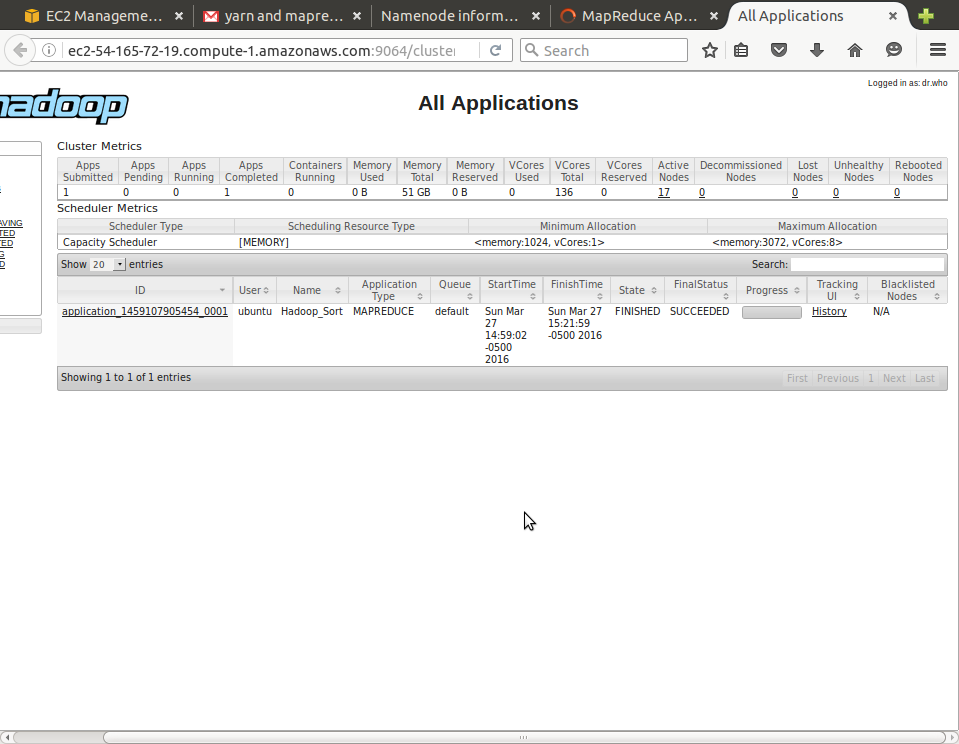 EC2 Manageme... × yarn and mapre... × Namenode inform... × MapReduce Ap... × All Applications ×
ec2-54-165-72-19.compute-1.amazonaws.com:9064/cluster
Search
Logged in as: dr.who
hadoop
All Applications
Cluster Metrics
Apps Submitted Apps Pending Apps Running Apps Completed Containers Running Memory Used Memory Total Memory Reserved VCores Used VCores Total VCores Reserved Active Nodes Decommissioned Nodes Lost Nodes Unhealthy Nodes Rebooted Nodes
1 0 0 1 0 0 B 51 GB 0 B 0 136 0 17 0 0 0 0
Scheduler Metrics
Scheduler Type Scheduling Resource Type Minimum Allocation Maximum Allocation
Capacity Scheduler [MEMORY] <memory:1024, vCores:1> <memory:3072, vCores:8>
Show 20 entries Search:
ID User Name Application Type Queue StartTime FinishTime State FinalStatus Progress Tracking UI Blacklisted Nodes
application_1459107905454_0001 ubuntu Hadoop_Sort MAPREDUCE default Sun Mar 27 14:59:02 -0500 2016 Sun Mar 27 15:21:59 -0500 2016 FINISHED SUCCEEDED History N/A
Showing 1 to 1 of 1 entries First Previous 1 Next Last
AVING
TED
TED
G
D